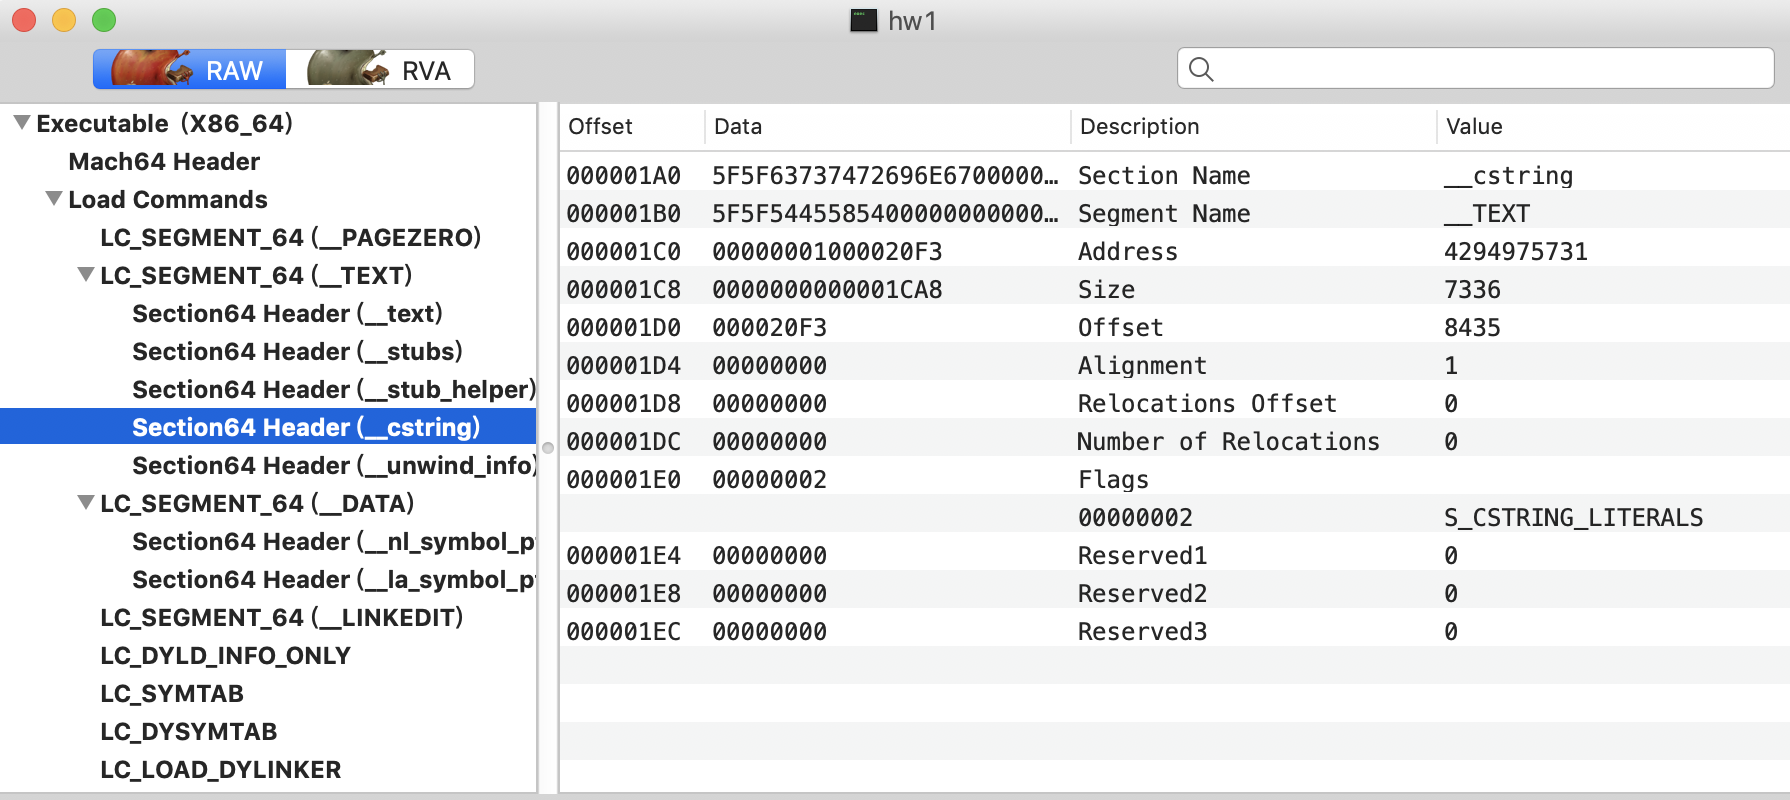 hw1
RAW RVA
Executable (X86_64)
Mach64 Header
Load Commands
LC_SEGMENT_64 (__PAGEZERO)
LC_SEGMENT_64 (__TEXT)
Section64 Header (__text)
Section64 Header (__stubs)
Section64 Header (__stub_helper)
Section64 Header (__cstring)
Section64 Header (__unwind_info)
LC_SEGMENT_64 (__DATA)
Section64 Header (__nl_symbol_pt
Section64 Header (__la_symbol_pt
LC_SEGMENT_64 (__LINKEDIT)
LC_DYLD_INFO_ONLY
LC_SYMTAB
LC_DYSYMTAB
LC_LOAD_DYLINKER
Offset Data Description Value
000001A0 5F5F63737472696E6700000… Section Name __cstring
000001B0 5F5F5445585400000000000… Segment Name __TEXT
000001C0 00000001000020F3 Address 4294975731
000001C8 0000000000001CA8 Size 7336
000001D0 000020F3 Offset 8435
000001D4 00000000 Alignment 1
000001D8 00000000 Relocations Offset 0
000001DC 00000000 Number of Relocations 0
000001E0 00000002 Flags
00000002 S_CSTRING_LITERALS
000001E4 00000000 Reserved1 0
000001E8 00000000 Reserved2 0
000001EC 00000000 Reserved3 0